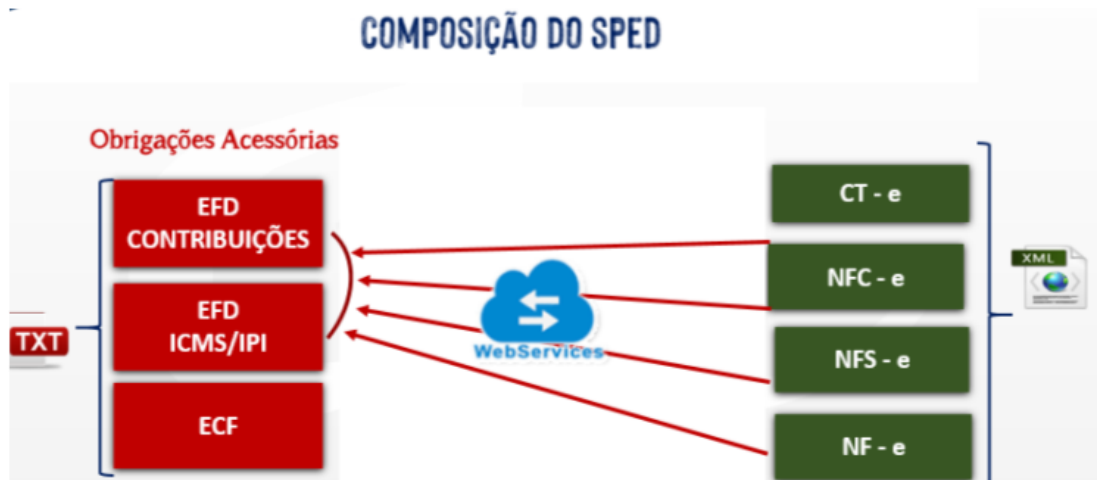 COMPOSIÇÃO DO SPED
Obrigações Acessórias
EFD
CONTRIBUIÇÕES
EFD
ICMS/IPI
ECF
TXT
WebServices
CT - e
NFC - e
NFS - e
NF - e
XML